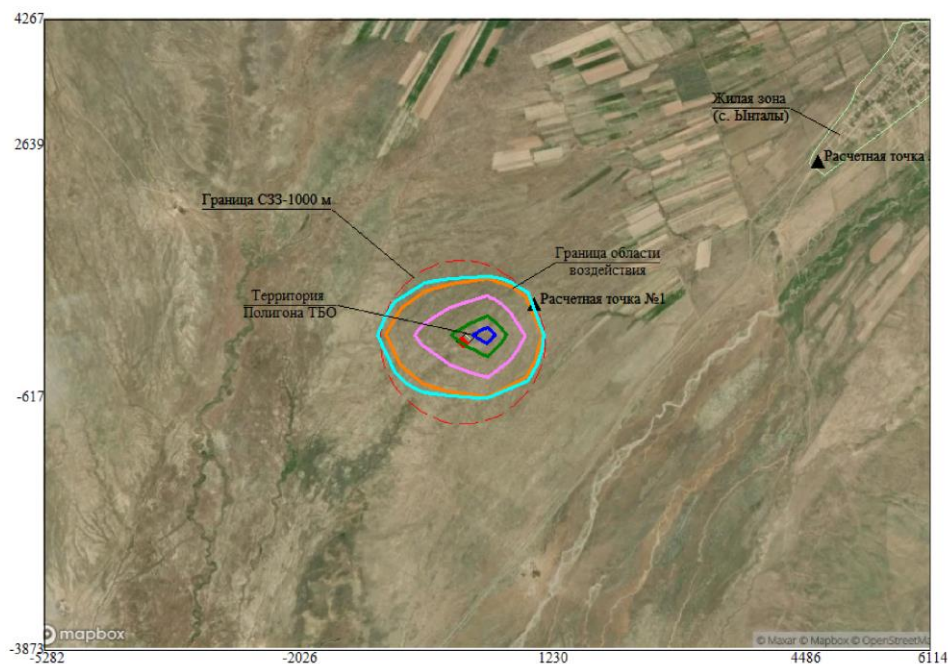 4267
Жилая зона
(с. Ынталы)
2639
Расчетная точка
Граница СЗЗ-1000 м
Граница области
воздействия
Территория
Полигона ТБО
Расчетная точка №1
-617
mapbox
© Maxar © Mapbox © OpenStreetMa
-3873
-5282
-2026
1230
4486
6114